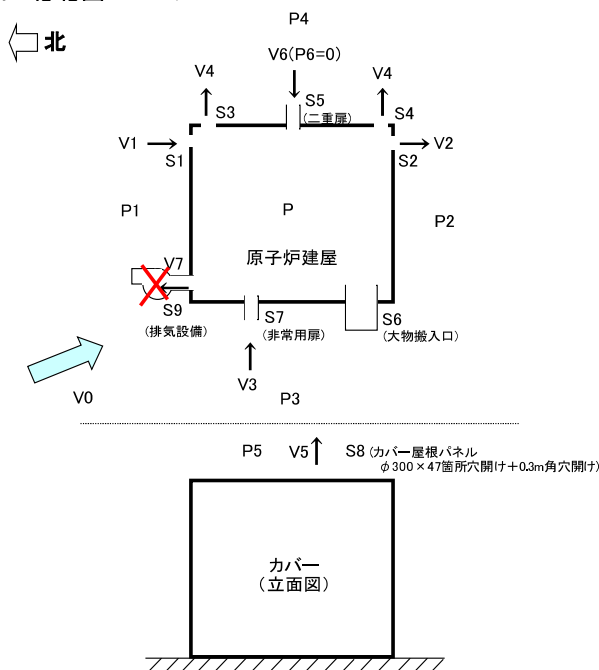 P4
北
V6(P6=0)
V4
V4
S3
S5
(二重扉)
S4
V1
S1
S2
V2
P1
P
P2
原子炉建屋
V7
S9
(排気設備)
S7
(非常用扉)
S6
(大物搬入口)
V0
V3
P3
P5
V5
S8 (カバー屋根パネル
φ300×47箇所穴開け+0.3m角穴開け)
カバー
(立面図)